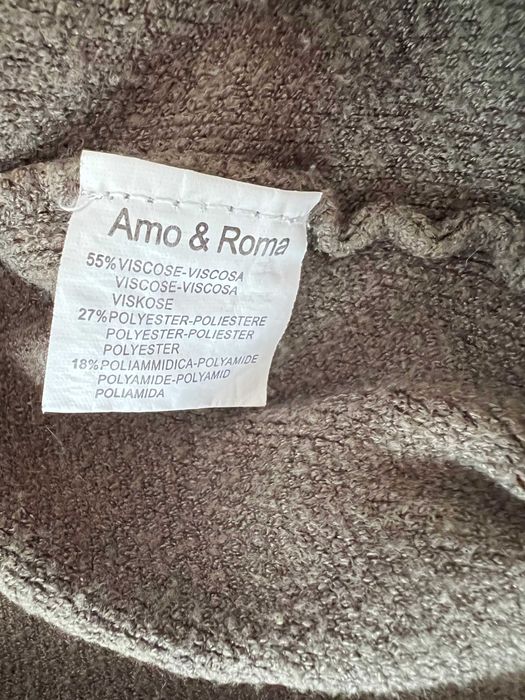 Amo & Roma
55%VISCOSE-VISCOSA
VISCOSE-VISCOSA
VISKOSE
27%POLYESTER-POLIESTERE
POLYESTER-POLIESTER
POLYESTER
18%POLIAMMIDICA-POLYAMIDE
POLYAMIDE-POLYAMID
POLIAMIDA